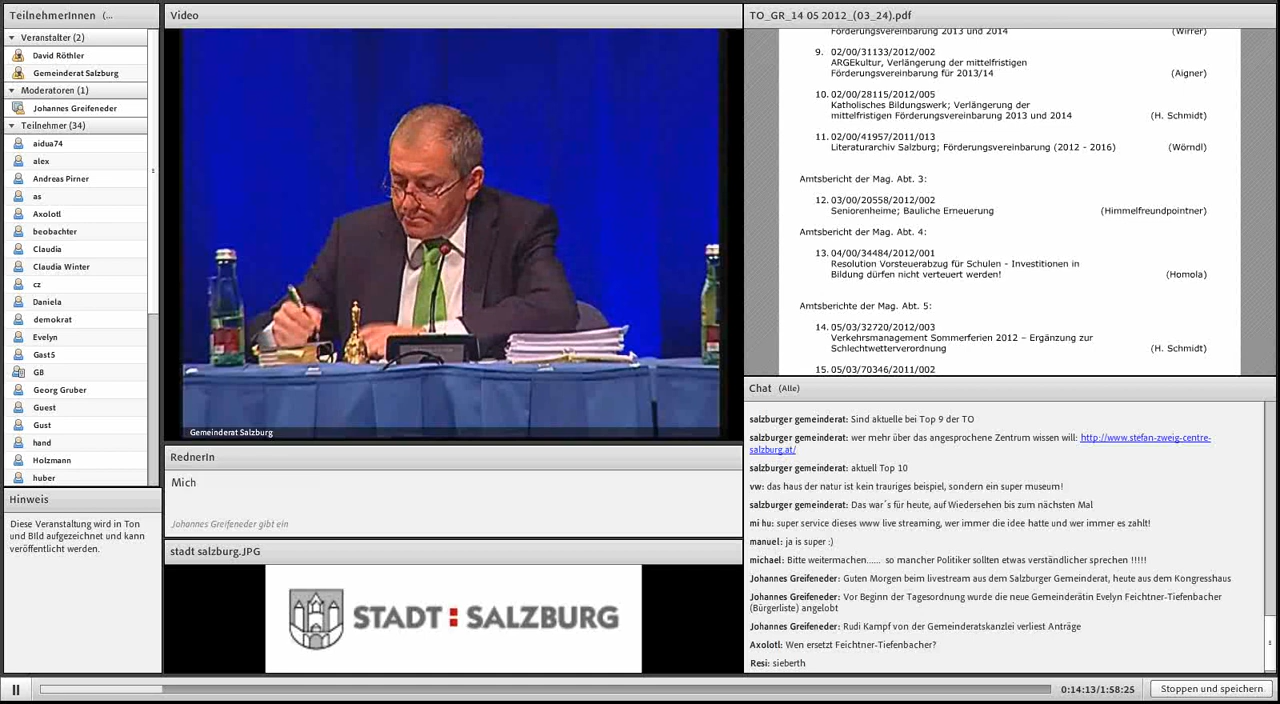 TeilnehmerInnen (...
Veranstalter (2)
David Röthler
Gemeinderat Salzburg
Moderatoren (1)
Johannes Greifeneder
Teilnehmer (34)
aidua74
alex
Andreas Pirner
as
Axolotl
beobachter
Claudia
Claudia Winter
cz
Daniela
demokrat
Evelyn
Gast5
GB
Georg Gruber
Guest
Gust
hand
Holzmann
huber
Hinweis
Diese Veranstaltung wird in Ton
und BIld aufgezeichnet und kann
veröffentlicht werden.
Video
Gemeinderat Salzburg
RednerIn
Mich
Johannes Greifeneder gibt ein
stadt salzburg.JPG
STADT:SALZBURG
TO_GR_14 05 2012_(03_24).pdf
Förderungsvereinbarung 2013 und 2014 (Wirrer)
9. 02/00/31133/2012/002
ARGEkultur, Verlängerung der mittelfristigen
Förderungsvereinbarung für 2013/14 (Aigner)
10. 02/00/28115/2012/005
Katholisches Bildungswerk; Verlängerung der
mittelfristigen Förderungsvereinbarung 2013 und 2014 (H. Schmidt)
11. 02/00/41957/2011/013
Literaturarchiv Salzburg; Förderungsvereinbarung (2012 - 2016) (Wörndl)
Amtsbericht der Mag. Abt. 3:
12. 03/00/20558/2012/002
Seniorenheime; Bauliche Erneuerung (Himmelfreundpointner)
Amtsbericht der Mag. Abt. 4:
13. 04/00/34484/2012/001
Resolution Vorsteuerabzug für Schulen - Investitionen in
Bildung dürfen nicht verteuert werden! (Homola)
Amtsberichte der Mag. Abt. 5:
14. 05/03/32720/2012/003
Verkehrsmanagement Sommerferien 2012 – Ergänzung zur
Schlechtwetterverordnung (H. Schmidt)
15. 05/03/70346/2011/002
Chat (Alle)
salzburger gemeinderat: Sind aktuelle bei Top 9 der TO
salzburger gemeinderat: wer mehr über das angesprochene Zentrum wissen will: http://www.stefan-zweig-centre-
salzburg.at/
salzburger gemeinderat: aktuell Top 10
vw: das haus der natur ist kein trauriges beispiel, sondern ein super museum!
salzburger gemeinderat: Das war´s für heute, auf Wiedersehen bis zum nächsten Mal
mi hu: super service dieses www live streaming, wer immer die idee hatte und wer immer es zahlt!
manuel: ja is super :)
michael: Bitte weitermachen...... so mancher Politiker sollten etwas verständlicher sprechen !!!!!
Johannes Greifeneder: Guten Morgen beim livestream aus dem Salzburger Gemeinderat, heute aus dem Kongresshaus
Johannes Greifeneder: Vor Beginn der Tagesordnung wurde die neue Gemeinderätin Evelyn Feichtner-Tiefenbacher
(Bürgerliste) angelobt
Johannes Greifeneder: Rudi Kampf von der Gemeinderatskanzlei verliest Anträge
Axolotl: Wen ersetzt Feichtner-Tiefenbacher?
Resi: sieberth
0:14:13/1:58:25
Stoppen und speichern